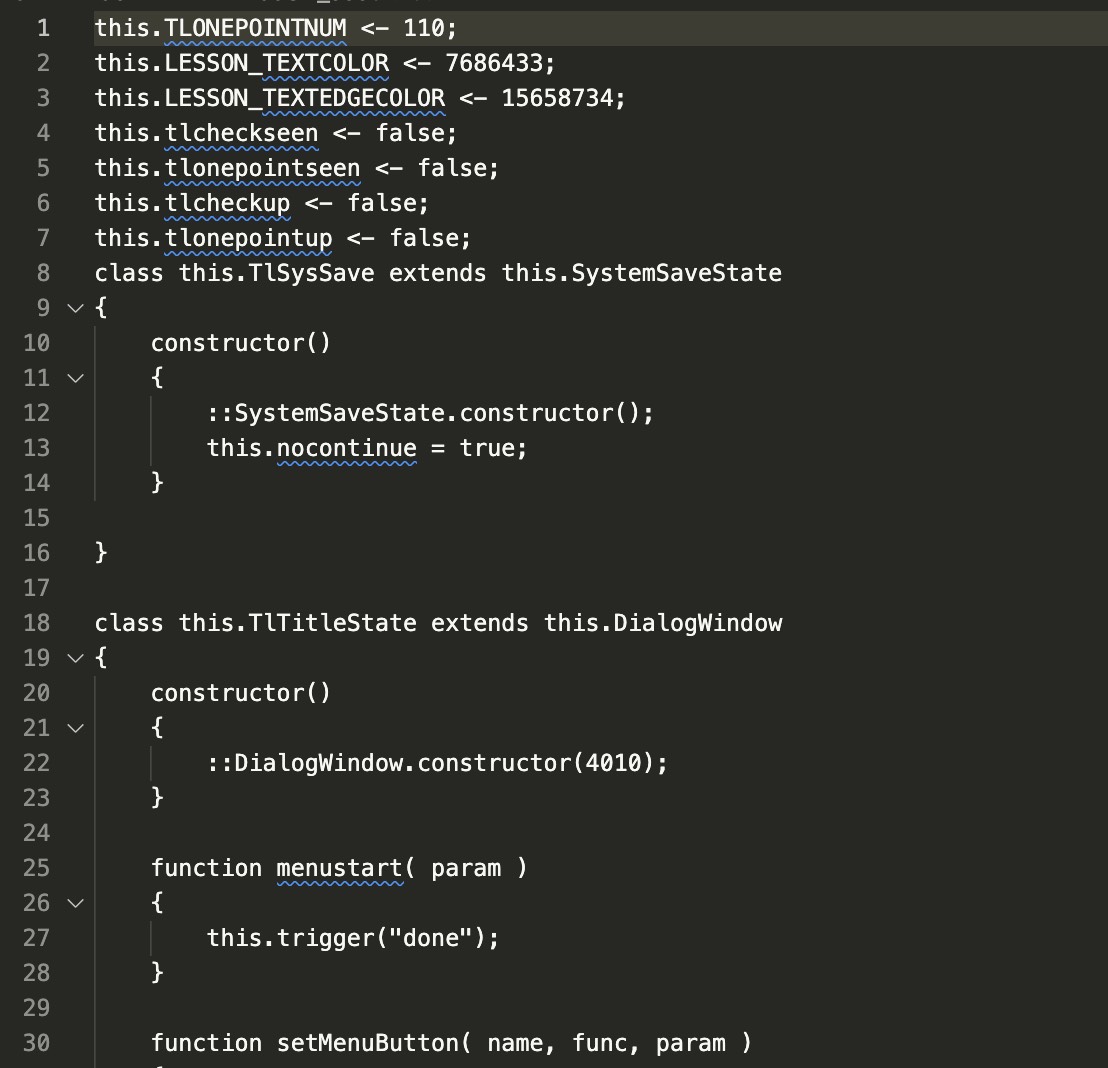 1 this.TLONEPOINTNUM <- 110;
2 this.LESSON_TEXTCOLOR <- 7686433;
3 this.LESSON_TEXTEDGECOLOR <- 15658734;
4 this.tlcheckseen <- false;
5 this.tlonepointseen <- false;
6 this.tlcheckup <- false;
7 this.tlonepointup <- false;
8 class this.TlSysSave extends this.SystemSaveState
9 {
10 constructor()
11 {
12 ::SystemSaveState.constructor();
13 this.nocontinue = true;
14 }
15
16 }
17
18 class this.TlTitleState extends this.DialogWindow
19 {
20 constructor()
21 {
22 ::DialogWindow.constructor(4010);
23 }
24
25 function menustart( param )
26 {
27 this.trigger("done");
28 }
29
30 function setMenuButton( name, func, param )